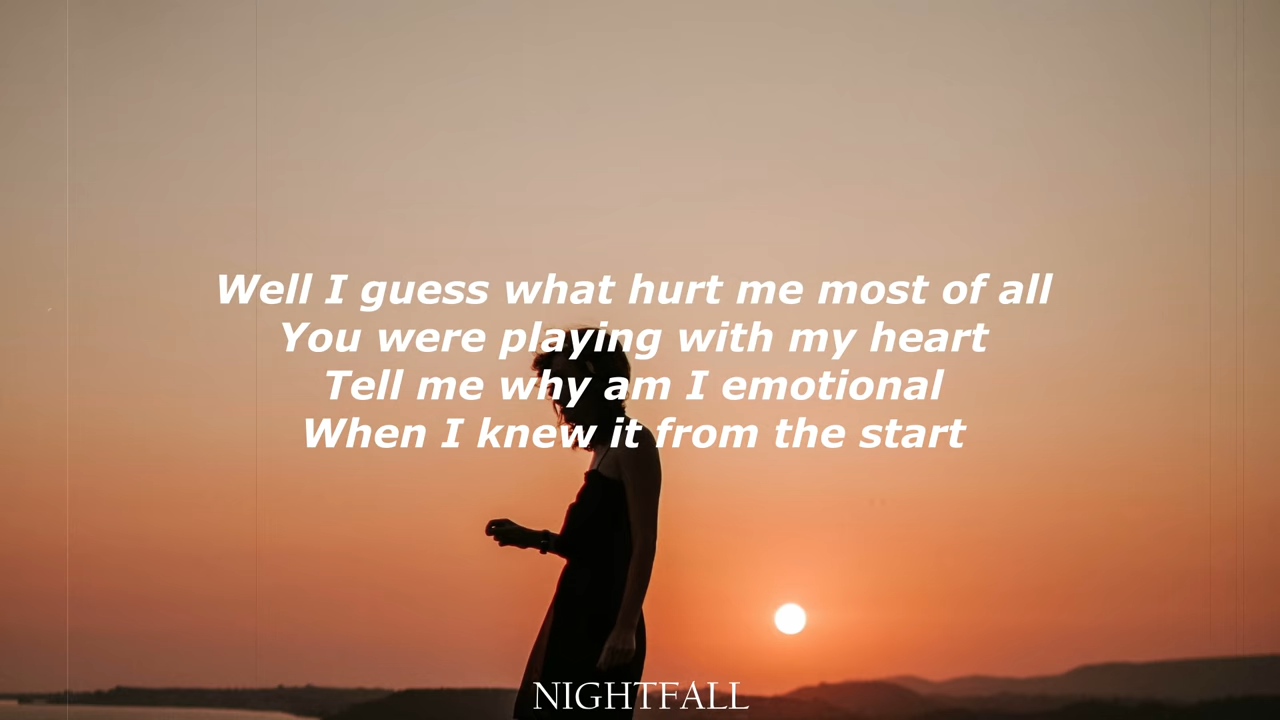 Well I guess what hurt me most of all
You were playing with my heart
Tell me why am I emotional
When I knew it from the start
NIGHTFALL